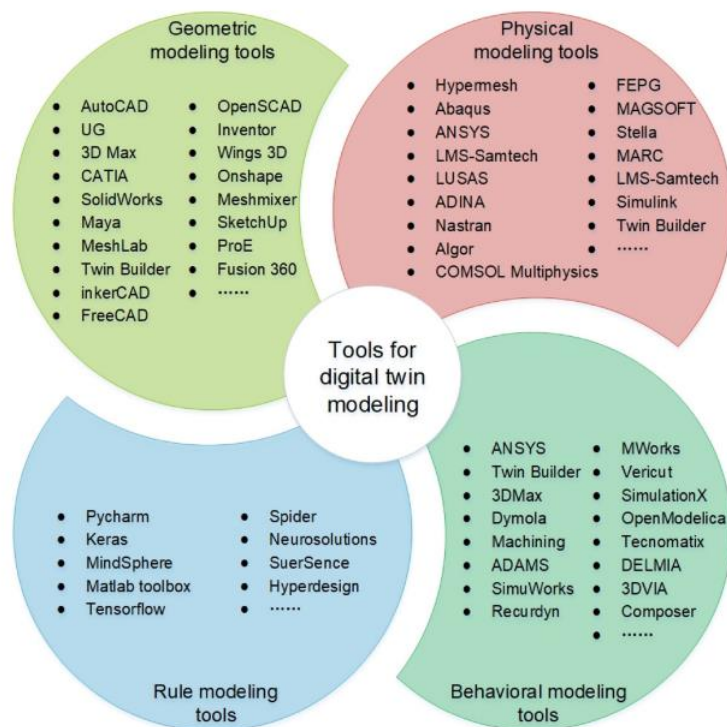 Geometric
modeling tools
● AutoCAD
● UG
● 3D Max
● CATIA
● SolidWorks
● Maya
● MeshLab
● Twin Builder
● inkerCAD
● FreeCAD
● OpenSCAD
● Inventor
● Wings 3D
● Onshape
● Meshmixer
● SketchUp
● ProE
● Fusion 360
● ······
Physical
modeling tools
● Hypermesh
● Abaqus
● ANSYS
● LMS-Samtech
● LUSAS
● ADINA
● Nastran
● Algor
● COMSOL Multiphysics
● FEPG
● MAGSOFT
● Stella
● MARC
● LMS-Samtech
● Simulink
● Twin Builder
● ······
Tools for
digital twin
modeling
● Pycharm
● Keras
● MindSphere
● Matlab toolbox
● Tensorflow
● Spider
● Neurosolutions
● SuerSence
● Hyperdesign
● ······
Rule modeling
tools
● ANSYS
● Twin Builder
● 3DMax
● Dymola
● Machining
● ADAMS
● SimuWorks
● Recurdyn
● MWorks
● Vericut
● SimulationX
● OpenModelica
● Tecnomatix
● DELMIA
● 3DVIA
● Composer
● ······
Behavioral modeling
tools